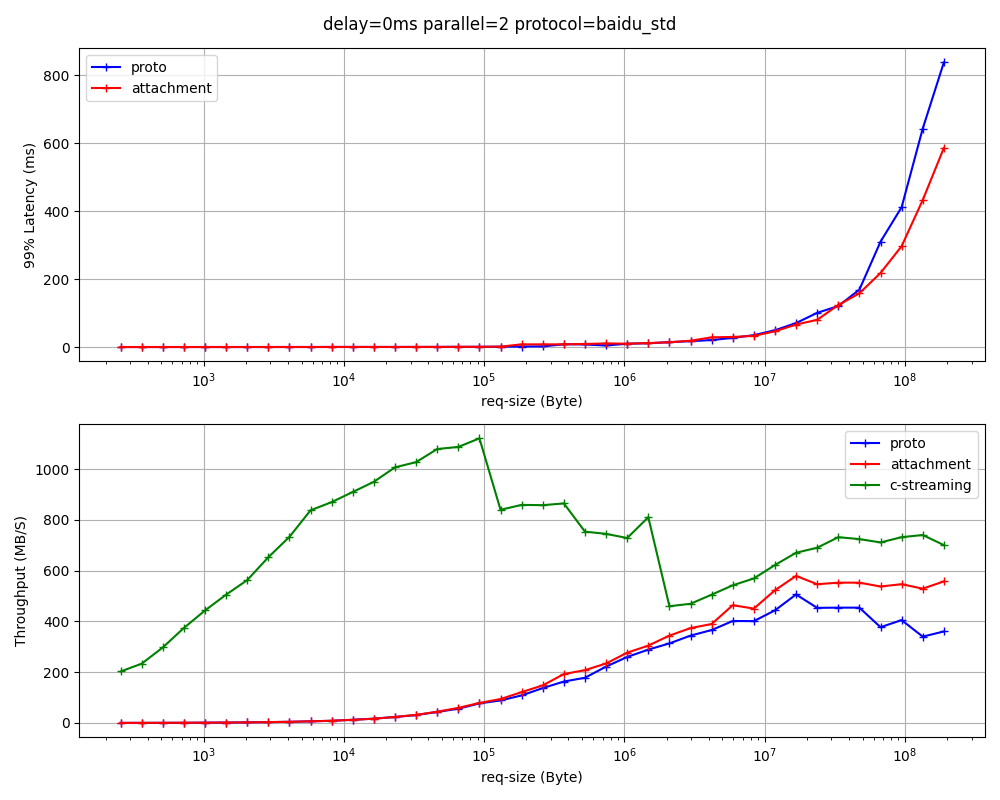 delay=0ms parallel=2 protocol=baidu_std
proto
attachment
99% Latency (ms)
800
600
400
200
0
10³ 10⁴ 10⁵ 10⁶ 10⁷ 10⁸
req-size (Byte)
proto
attachment
c-streaming
Throughput (MB/S)
1000
800
600
400
200
0
10³ 10⁴ 10⁵ 10⁶ 10⁷ 10⁸
req-size (Byte)